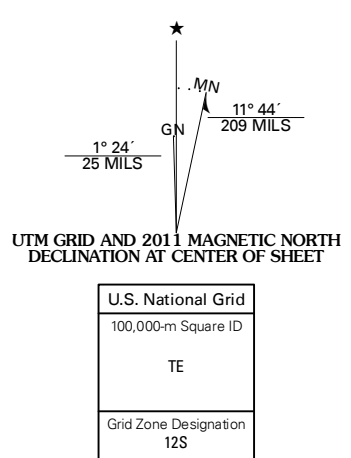 ★
MN
GN
11° 44´
209 MILS
1° 24´
25 MILS
UTM GRID AND 2011 MAGNETIC NORTH
DECLINATION AT CENTER OF SHEET
U.S. National Grid
100,000-m Square ID
TE
Grid Zone Designation
12S